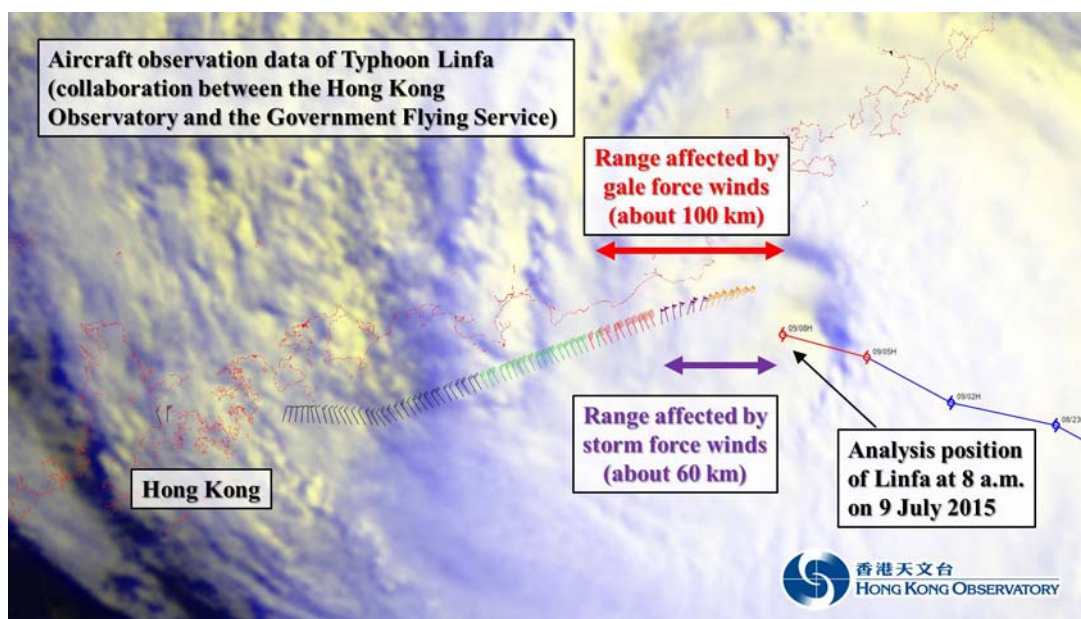 Aircraft observation data of Typhoon Linfa
(collaboration between the Hong Kong
Observatory and the Government Flying Service)
Range affected by
gale force winds
(about 100 km)
09/08H
09/05H
09/02H
08/23
Range affected by
storm force winds
(about 60 km)
Analysis position
of Linfa at 8 a.m.
on 9 July 2015
Hong Kong
香港天文台
HONG KONG OBSERVATORY